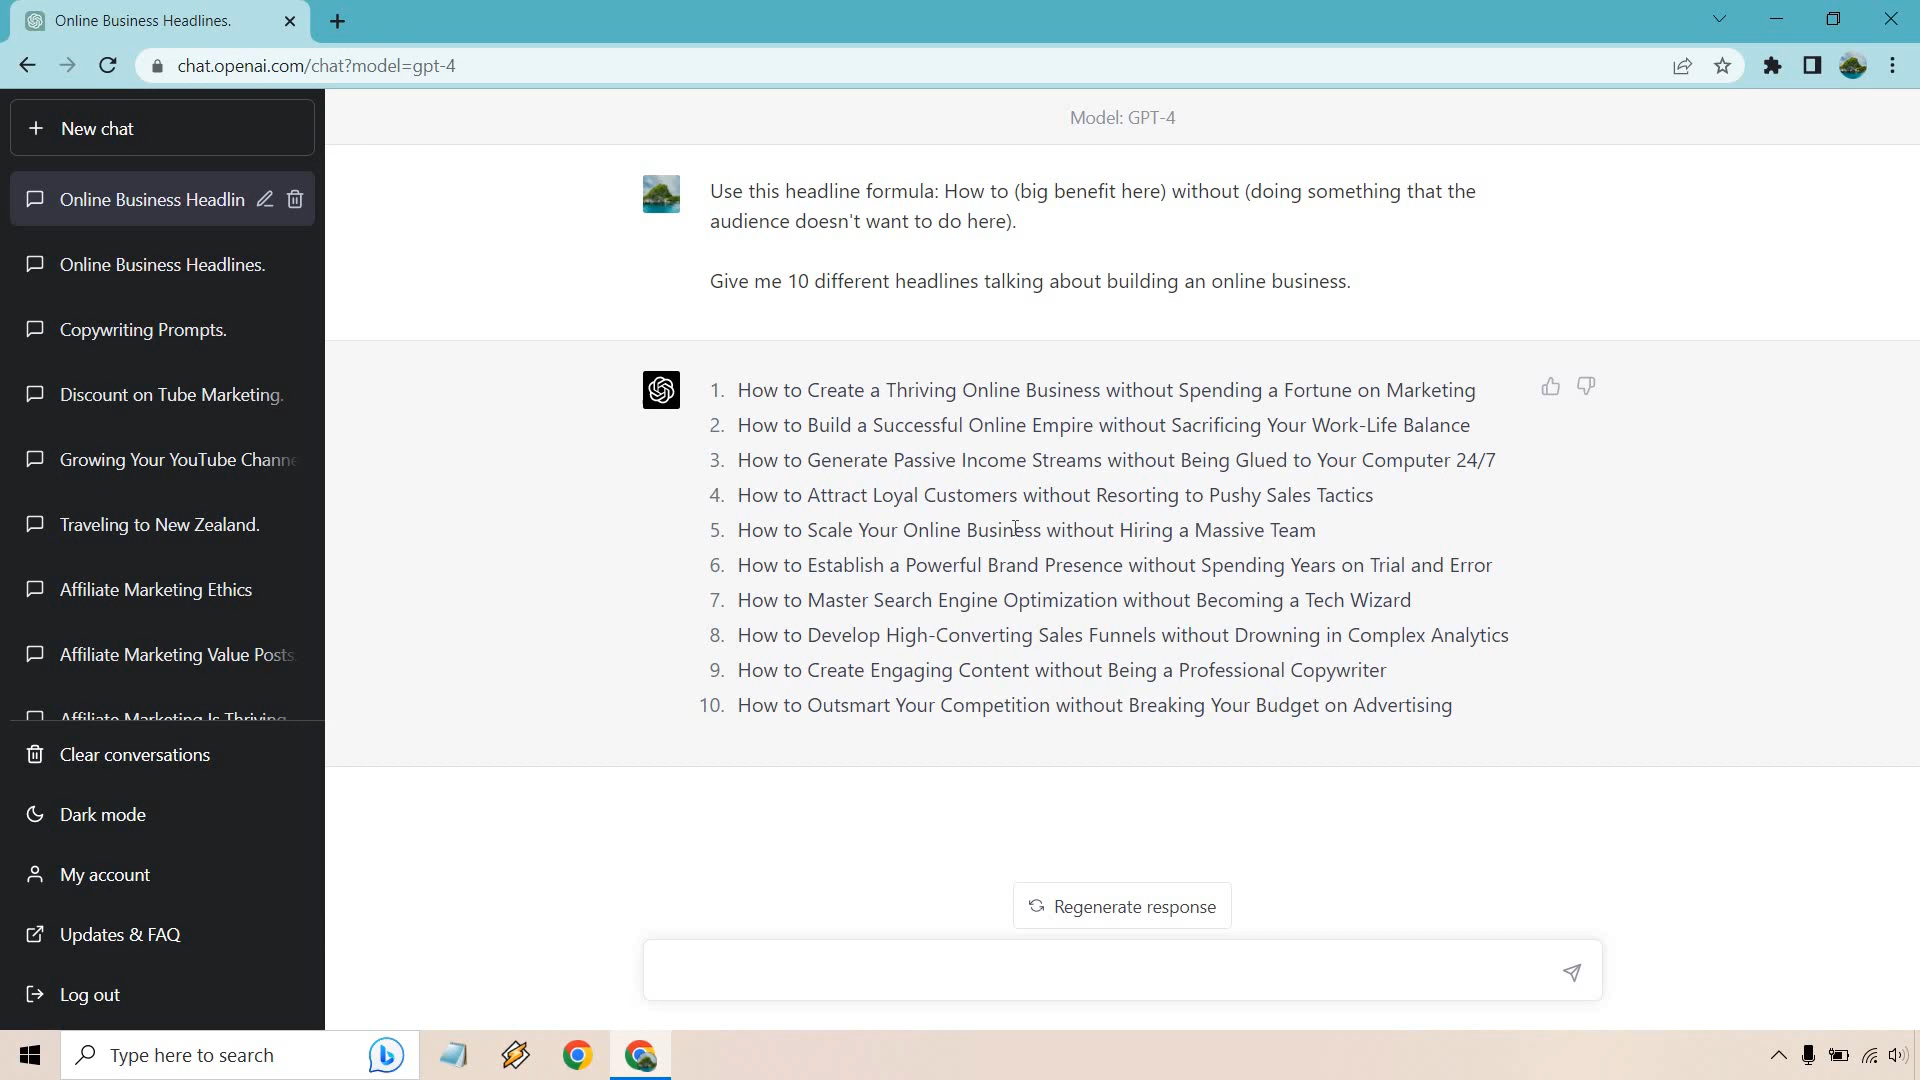 Online Business Headlines.
chat.openai.com/chat?model=gpt-4
New chat
Online Business Headlin
Online Business Headlines.
Copywriting Prompts.
Discount on Tube Marketing.
Growing Your YouTube Channe
Traveling to New Zealand.
Affiliate Marketing Ethics
Affiliate Marketing Value Posts.
Affiliate Marketing Is Thriving
Clear conversations
Dark mode
My account
Updates & FAQ
Log out
Model: GPT-4
Use this headline formula: How to (big benefit here) without (doing something that the
audience doesn't want to do here).
Give me 10 different headlines talking about building an online business.
1. How to Create a Thriving Online Business without Spending a Fortune on Marketing
2. How to Build a Successful Online Empire without Sacrificing Your Work-Life Balance
3. How to Generate Passive Income Streams without Being Glued to Your Computer 24/7
4. How to Attract Loyal Customers without Resorting to Pushy Sales Tactics
5. How to Scale Your Online Business without Hiring a Massive Team
6. How to Establish a Powerful Brand Presence without Spending Years on Trial and Error
7. How to Master Search Engine Optimization without Becoming a Tech Wizard
8. How to Develop High-Converting Sales Funnels without Drowning in Complex Analytics
9. How to Create Engaging Content without Being a Professional Copywriter
10. How to Outsmart Your Competition without Breaking Your Budget on Advertising
Regenerate response
Type here to search